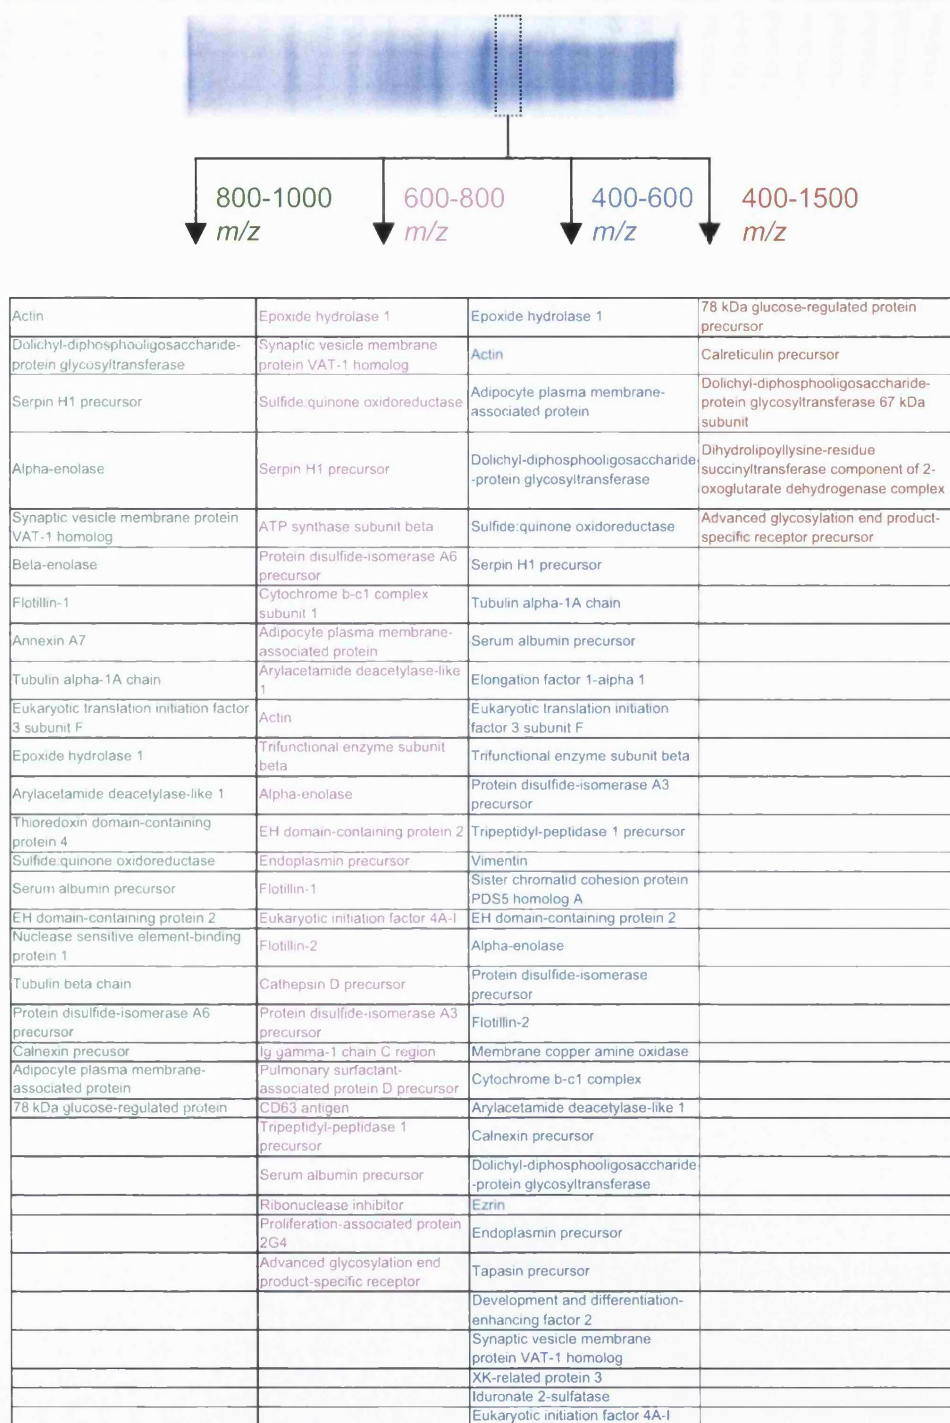 800-1000
m/z
600-800
m/z
400-600
m/z
400-1500
m/z
Actin
Epoxide hydrolase 1
Epoxide hydrolase 1
78 kDa glucose-regulated protein
precursor
Dolichyl-diphosphooligosaccharide-
protein glycosyltransferase
Synaptic vesicle membrane
protein VAT-1 homolog
Actin
Calreticulin precursor
Serpin H1 precursor
Sulfide:quinone oxidoreductase
Adipocyte plasma membrane-
associated protein
Dolichyl-diphosphooligosaccharide-
protein glycosyltransferase 67 kDa
subunit
Alpha-enolase
Serpin H1 precursor
Dolichyl-diphosphooligosaccharide
-protein glycosyltransferase
Dihydrolipoyllysine-residue
succinyltransferase component of 2-
oxoglutarate dehydrogenase complex
Synaptic vesicle membrane protein
VAT-1 homolog
ATP synthase subunit beta
Sulfide:quinone oxidoreductase
Advanced glycosylation end product-
specific receptor precursor
Beta-enolase
Protein disulfide-isomerase A6
precursor
Serpin H1 precursor
Flotillin-1
Cytochrome b-c1 complex
subunit 1
Tubulin alpha-1A chain
Annexin A7
Adipocyte plasma membrane-
associated protein
Serum albumin precursor
Tubulin alpha-1A chain
Arylacetamide deacetylase-like
1
Elongation factor 1-alpha 1
Eukaryotic translation initiation factor
3 subunit F
Actin
Eukaryotic translation initiation
factor 3 subunit F
Epoxide hydrolase 1
Trifunctional enzyme subunit
beta
Trifunctional enzyme subunit beta
Arylacetamide deacetylase-like 1
Alpha-enolase
Protein disulfide-isomerase A3
precursor
Thioredoxin domain-containing
protein 4
EH domain-containing protein 2
Tripeptidyl-peptidase 1 precursor
Sulfide:quinone oxidoreductase
Endoplasmin precursor
Vimentin
Serum albumin precursor
Flotillin-1
Sister chromatid cohesion protein
PDS5 homolog A
EH domain-containing protein 2
Eukaryotic initiation factor 4A-I
EH domain-containing protein 2
Nuclease sensitive element-binding
protein 1
Flotillin-2
Alpha-enolase
Tubulin beta chain
Cathepsin D precursor
Protein disulfide-isomerase
precursor
Protein disulfide-isomerase A6
precursor
Protein disulfide-isomerase A3
precursor
Flotillin-2
Calnexin precusor
Ig gamma-1 chain C region
Membrane copper amine oxidase
Adipocyte plasma membrane-
associated protein
Pulmonary surfactant-
associated protein D precursor
Cytochrome b-c1 complex
78 kDa glucose-regulated protein
CD63 antigen
Arylacetamide deacetylase-like 1
Tripeptidyl-peptidase 1
precursor
Calnexin precursor
Serum albumin precursor
Dolichyl-diphosphooligosaccharide
-protein glycosyltransferase
Ribonuclease inhibitor
Ezrin
Proliferation-associated protein
2G4
Endoplasmin precursor
Advanced glycosylation end
product-specific receptor
Tapasin precursor
Development and differentiation-
enhancing factor 2
Synaptic vesicle membrane
protein VAT-1 homolog
XK-related protein 3
Iduronate 2-sulfatase
Eukaryotic initiation factor 4A-I